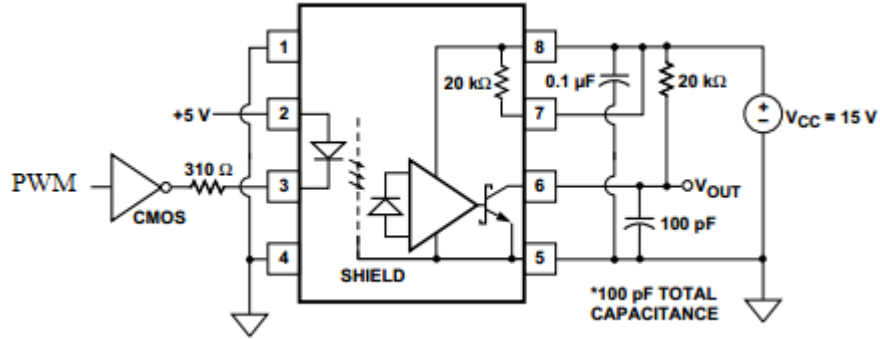 1
8
20 kΩ
0.1 µF
20 kΩ
+5 V
2
7
+
−
VCC = 15 V
310 Ω
PWM
3
6
VOUT
CMOS
100 pF
4
5
SHIELD
*100 pF TOTAL
CAPACITANCE